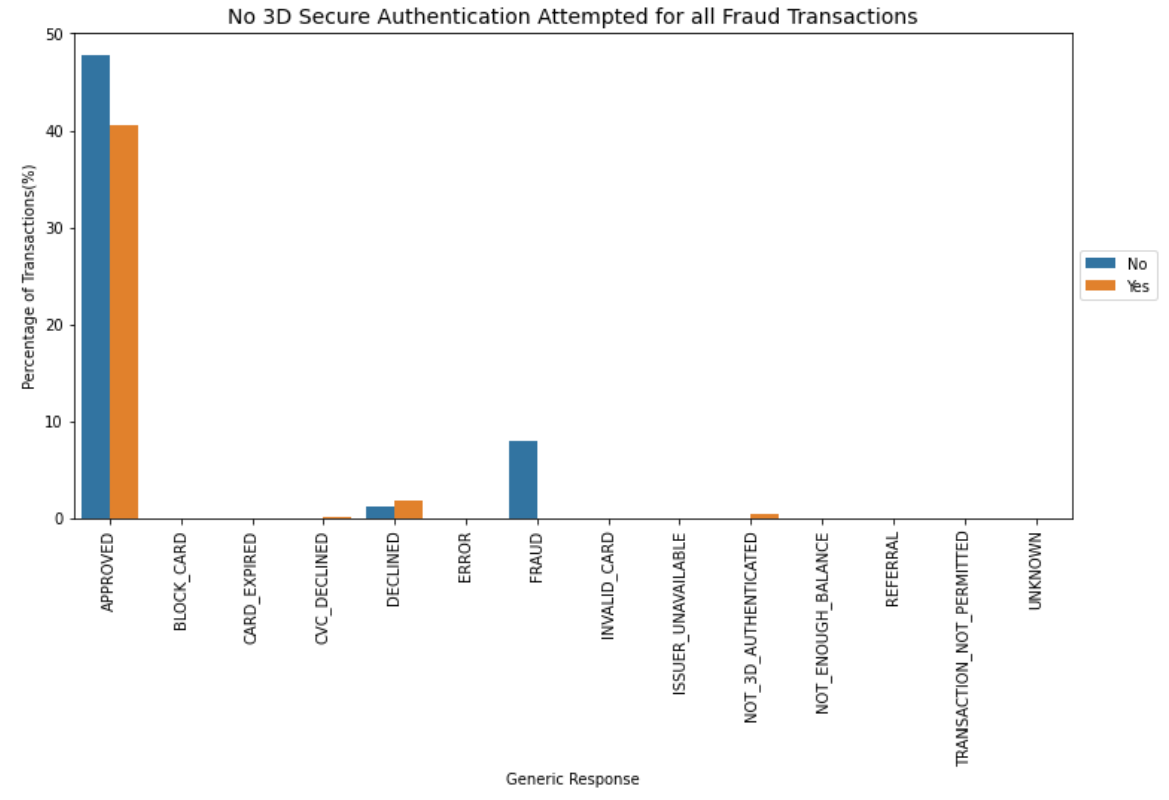 No 3D Secure Authentication Attempted for all Fraud Transactions
50
40
30
20
10
0
Percentage of Transactions(%)
No
Yes
APPROVED
BLOCK_CARD
CARD_EXPIRED
CVC_DECLINED
DECLINED
ERROR
FRAUD
INVALID_CARD
ISSUER_UNAVAILABLE
NOT_3D_AUTHENTICATED
NOT_ENOUGH_BALANCE
REFERRAL
TRANSACTION_NOT_PERMITTED
UNKNOWN
Generic Response